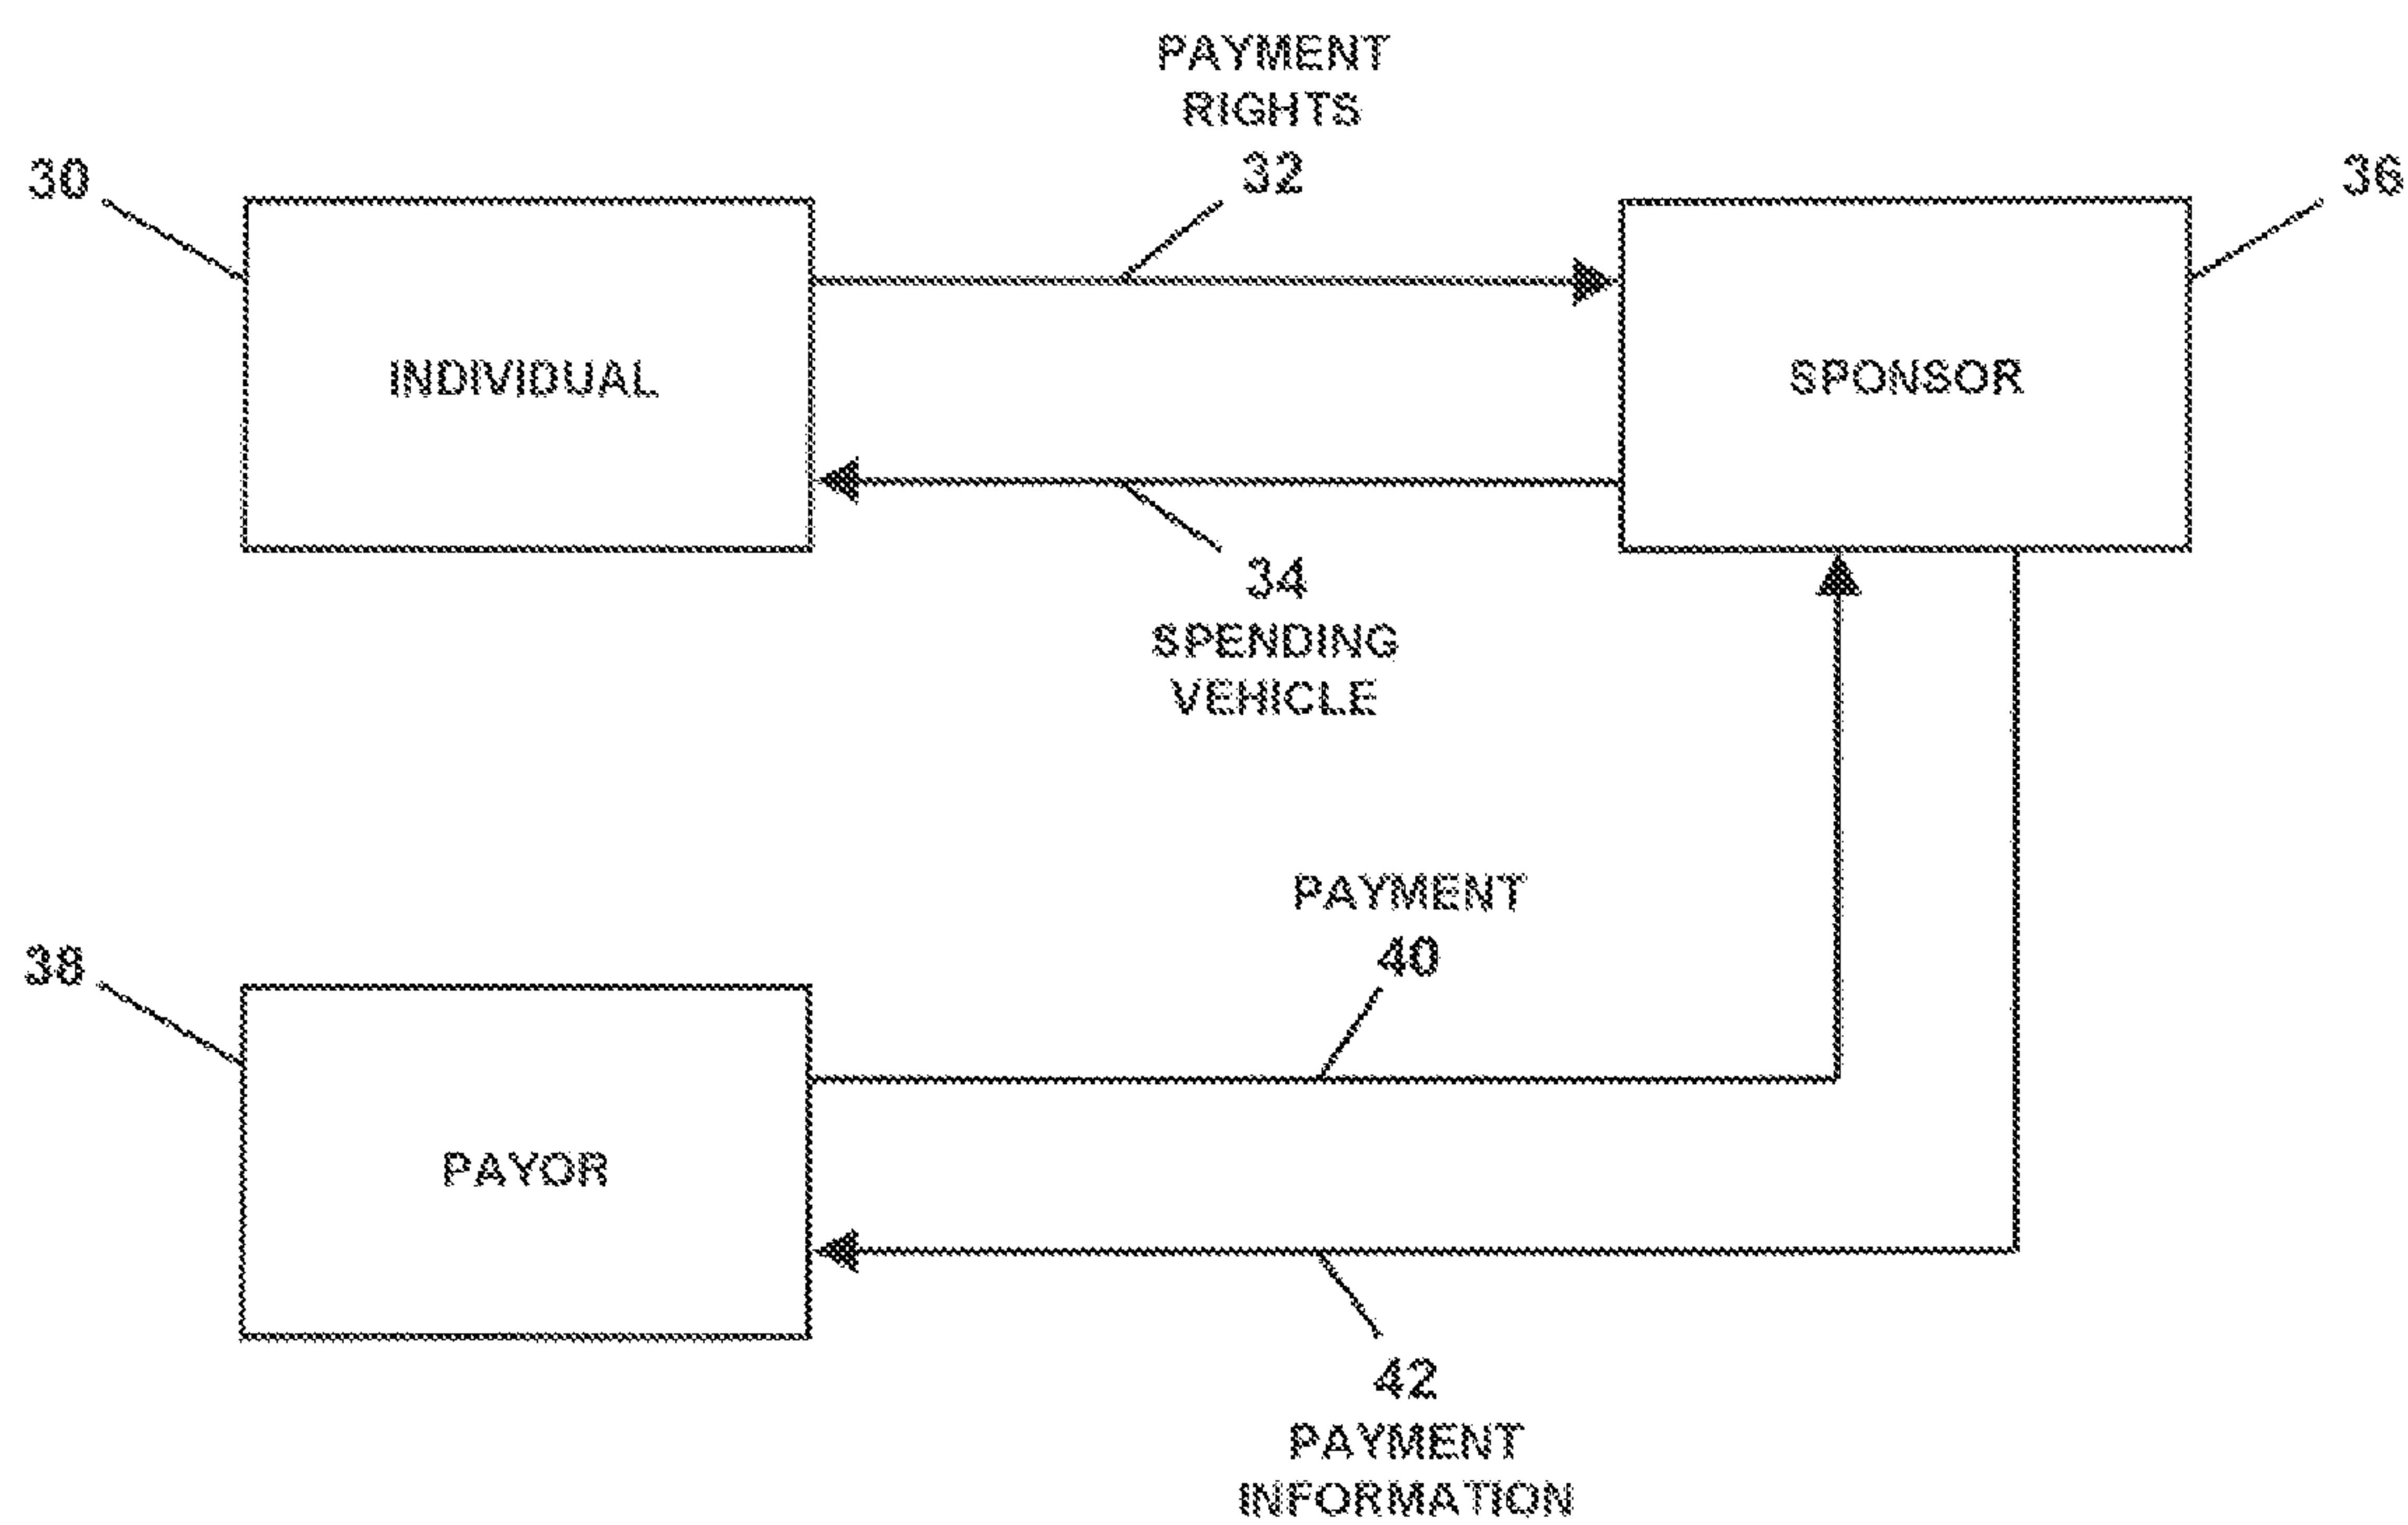 PAYMENT
RIGHTS
32
30
36
INDIVIDUAL
SPONSOR
34
SPENDING
VEHICLE
PAYMENT
40
38
PAYOR
42
PAYMENT
INFORMATION